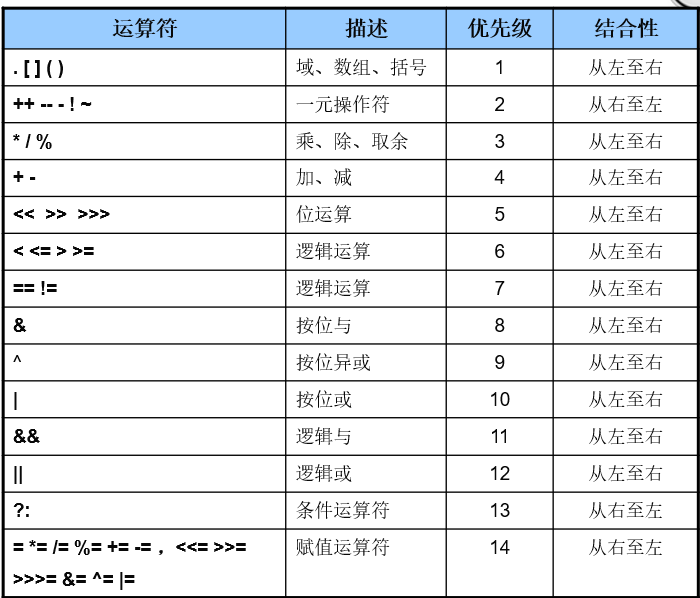 运算符 描述 优先级 结合性
. [ ] ( ) 域、数组、括号 1 从左至右
++ -- - ! ~ 一元操作符 2 从右至左
* / % 乘、除、取余 3 从左至右
+ - 加、减 4 从左至右
<< >> >>> 位运算 5 从左至右
< <= > >= 逻辑运算 6 从左至右
== != 逻辑运算 7 从左至右
& 按位与 8 从左至右
^ 按位异或 9 从左至右
| 按位或 10 从左至右
&& 逻辑与 11 从左至右
|| 逻辑或 12 从左至右
?: 条件运算符 13 从右至左
= *= /= %= += -= ， <<= >>= 赋值运算符 14 从右至左
>>>= &= ^= |=